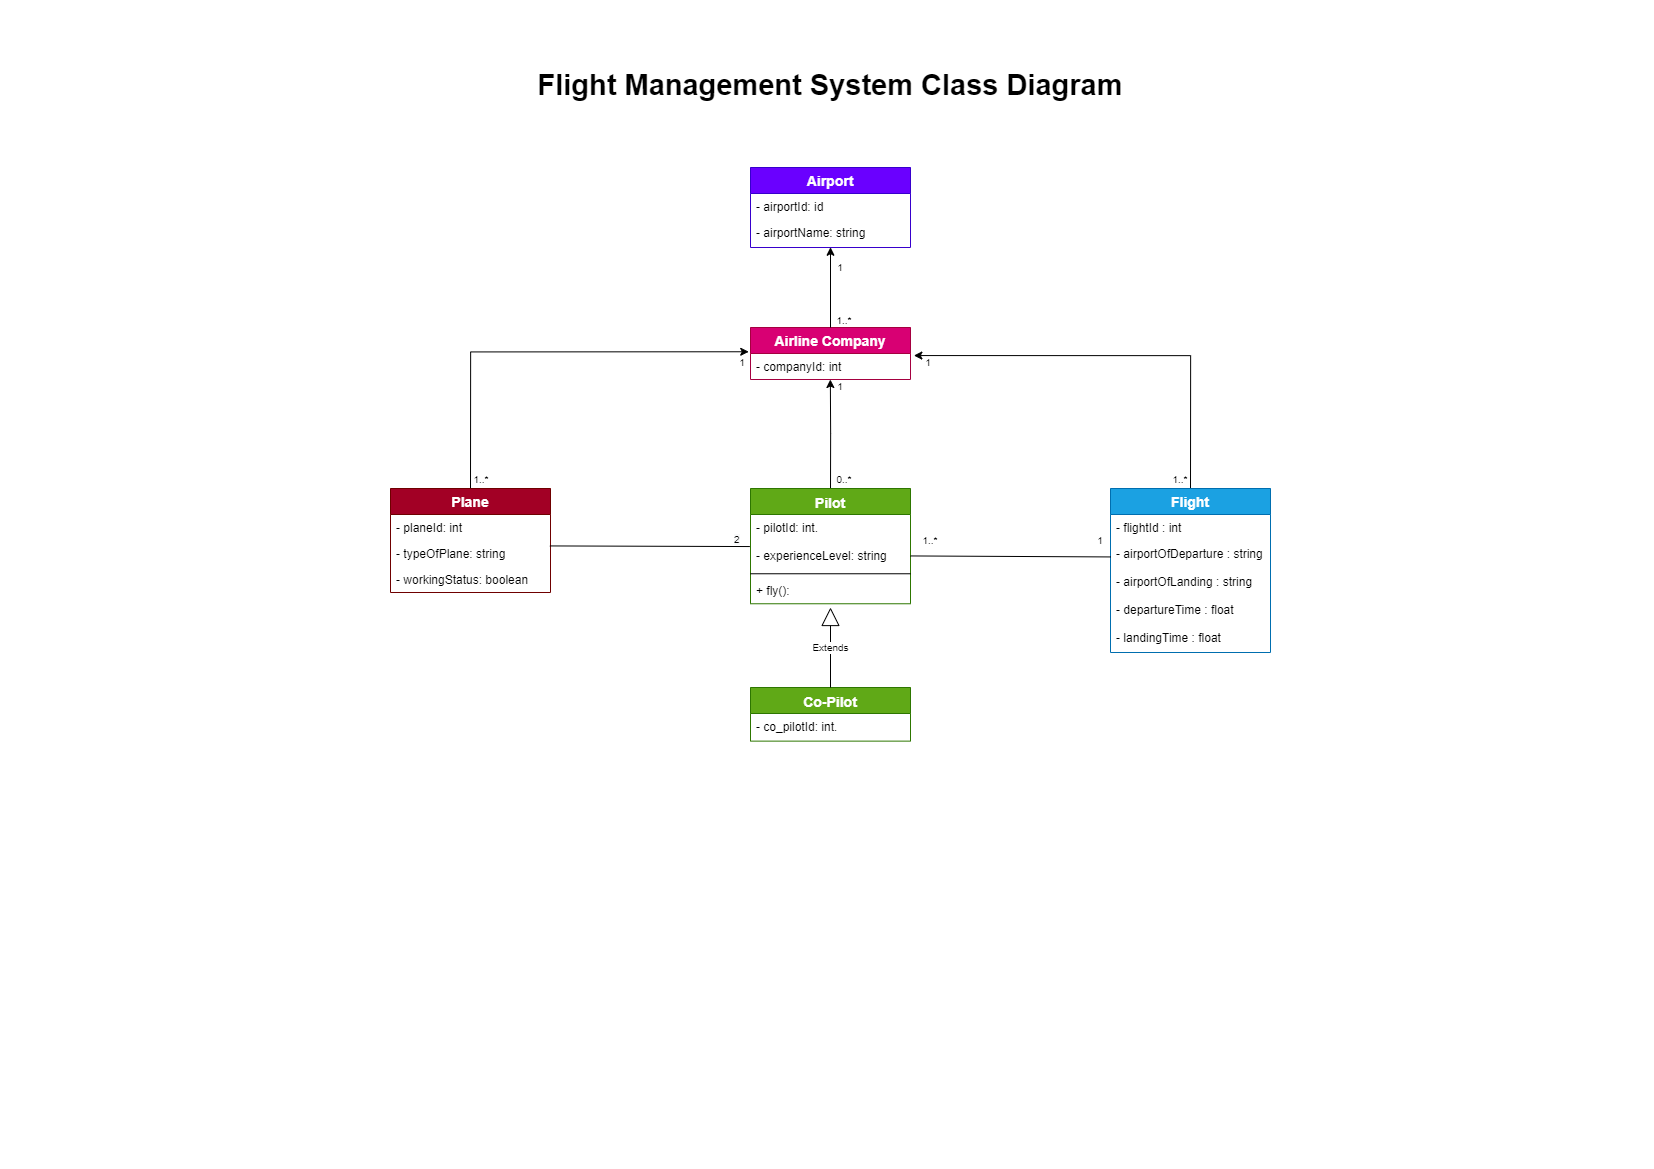 Flight Management System Class Diagram
Airport
- airportId: id
- airportName: string
1
1..*
Airline Company
- companyId: int
1
1
1
1..*
0..*
1..*
Plane
- planeId: int
- typeOfPlane: string
- workingStatus: boolean
2
Pilot
- pilotId: int.
- experienceLevel: string
+ fly():
1..*
1
Flight
- flightId : int
- airportOfDeparture : string
- airportOfLanding : string
- departureTime : float
- landingTime : float
Extends
Co-Pilot
- co_pilotId: int.